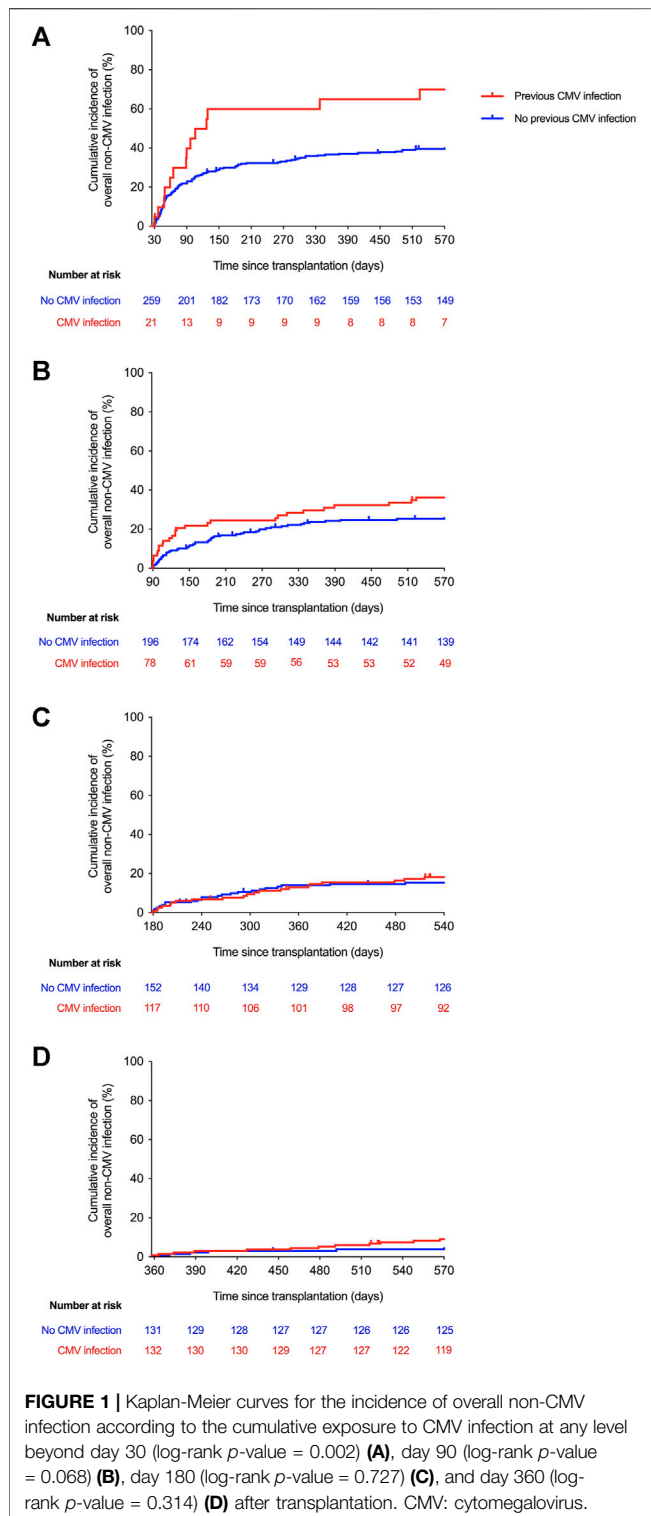 A
Cumulative incidence of
overall non-CMV infection (%)
100
80
60
40
20
0
30 90 150 210 270 330 390 450 510 570
Time since transplantation (days)
Previous CMV infection
No previous CMV infection
Number at risk
No CMV infection 259 201 182 173 170 162 159 156 153 149
CMV infection 21 13 9 9 9 9 8 8 8 7
B
Cumulative incidence of
overall non-CMV infection (%)
100
80
60
40
20
0
90 150 210 270 330 390 450 510 570
Time since transplantation (days)
Number at risk
No CMV infection 196 174 162 154 149 144 142 141 139
CMV infection 78 61 59 59 56 53 53 52 49
C
Cumulative incidence of
overall non-CMV infection (%)
100
80
60
40
20
0
180 240 300 360 420 480 540
Time since transplantation (days)
Number at risk
No CMV infection 152 140 134 129 128 127 126
CMV infection 117 110 106 101 98 97 92
D
Cumulative incidence of
overall non-CMV infection (%)
100
80
60
40
20
0
360 390 420 450 480 510 540 570
Time since transplantation (days)
Number at risk
No CMV infection 131 129 128 127 127 126 126 125
CMV infection 132 130 130 129 127 127 122 119
FIGURE 1 | Kaplan-Meier curves for the incidence of overall non-CMV
infection according to the cumulative exposure to CMV infection at any level
beyond day 30 (log-rank p-value = 0.002) (A), day 90 (log-rank p-value
= 0.068) (B), day 180 (log-rank p-value = 0.727) (C), and day 360 (log-
rank p-value = 0.314) (D) after transplantation. CMV: cytomegalovirus.